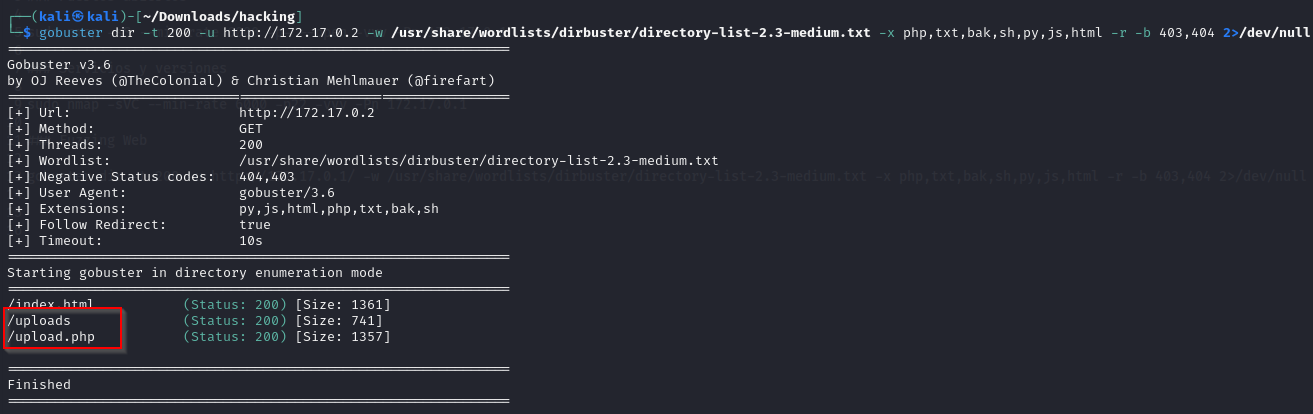 ┌──(kali㉿kali)-[~/Downloads/hacking]
└─$ gobuster dir -t 200 -u http://172.17.0.2 -w /usr/share/wordlists/dirbuster/directory-list-2.3-medium.txt -x php,txt,bak,sh,py,js,html -r -b 403,404 2>/dev/null
===============================================================
Gobuster v3.6
by OJ Reeves (@TheColonial) & Christian Mehlmauer (@firefart)
===============================================================
[+] Url: http://172.17.0.2
[+] Method: GET
[+] Threads: 200
[+] Wordlist: /usr/share/wordlists/dirbuster/directory-list-2.3-medium.txt
[+] Negative Status codes: 404,403
[+] User Agent: gobuster/3.6
[+] Extensions: py,js,html,php,txt,bak,sh
[+] Follow Redirect: true
[+] Timeout: 10s
===============================================================
Starting gobuster in directory enumeration mode
===============================================================
/index.html (Status: 200) [Size: 1361]
/uploads (Status: 200) [Size: 741]
/upload.php (Status: 200) [Size: 1357]
===============================================================
Finished
===============================================================